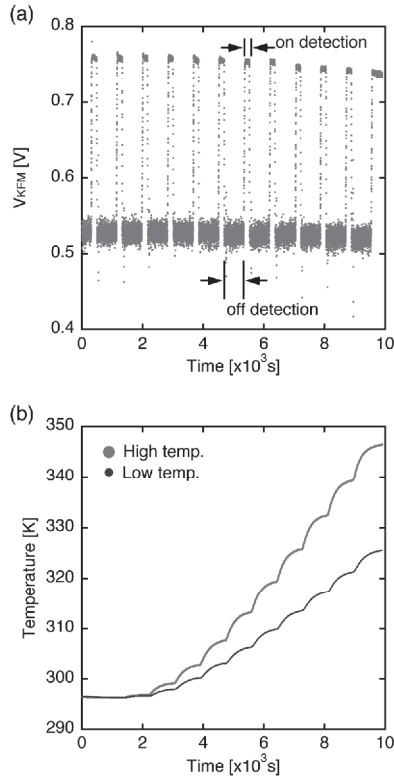 (a)
0.8
on detection
0.7
V_KFM [V]
0.6
0.5
off detection
0.4
0 2 4 6 8 10
Time [x10³s]
(b)
350
High temp.
340
Low temp.
330
Temperature [K]
320
310
300
290
0 2 4 6 8 10
Time [x10³s]